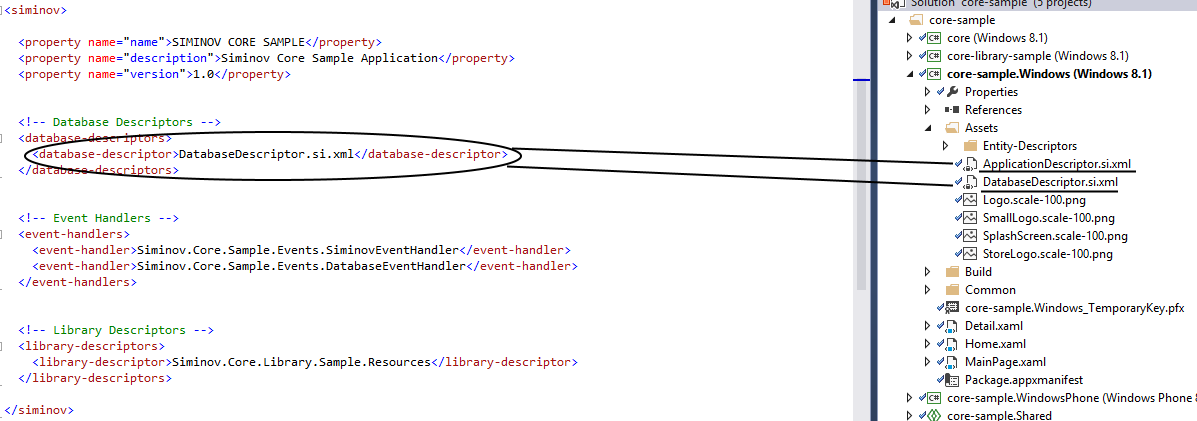 <siminov>
<property name="name">SIMINOV CORE SAMPLE</property>
<property name="description">Siminov Core Sample Application</property>
<property name="version">1.0</property>
<!-- Database Descriptors -->
<database-descriptors>
<database-descriptor>DatabaseDescriptor.si.xml</database-descriptor>
</database-descriptors>
<!-- Event Handlers -->
<event-handlers>
<event-handler>Siminov.Core.Sample.Events.SiminovEventHandler</event-handler>
<event-handler>Siminov.Core.Sample.Events.DatabaseEventHandler</event-handler>
</event-handlers>
<!-- Library Descriptors -->
<library-descriptors>
<library-descriptor>Siminov.Core.Library.Sample.Resources</library-descriptor>
</library-descriptors>
</siminov>
Solution 'core-sample' (5 projects)
core-sample
C# core (Windows 8.1)
C# core-library-sample (Windows 8.1)
C# core-sample.Windows (Windows 8.1)
Properties
References
Assets
Entity-Descriptors
ApplicationDescriptor.si.xml
DatabaseDescriptor.si.xml
Logo.scale-100.png
SmallLogo.scale-100.png
SplashScreen.scale-100.png
StoreLogo.scale-100.png
Build
Common
core-sample.Windows_TemporaryKey.pfx
Detail.xaml
Home.xaml
MainPage.xaml
Package.appxmanifest
C# core-sample.WindowsPhone (Windows Phone 8
core-sample.Shared